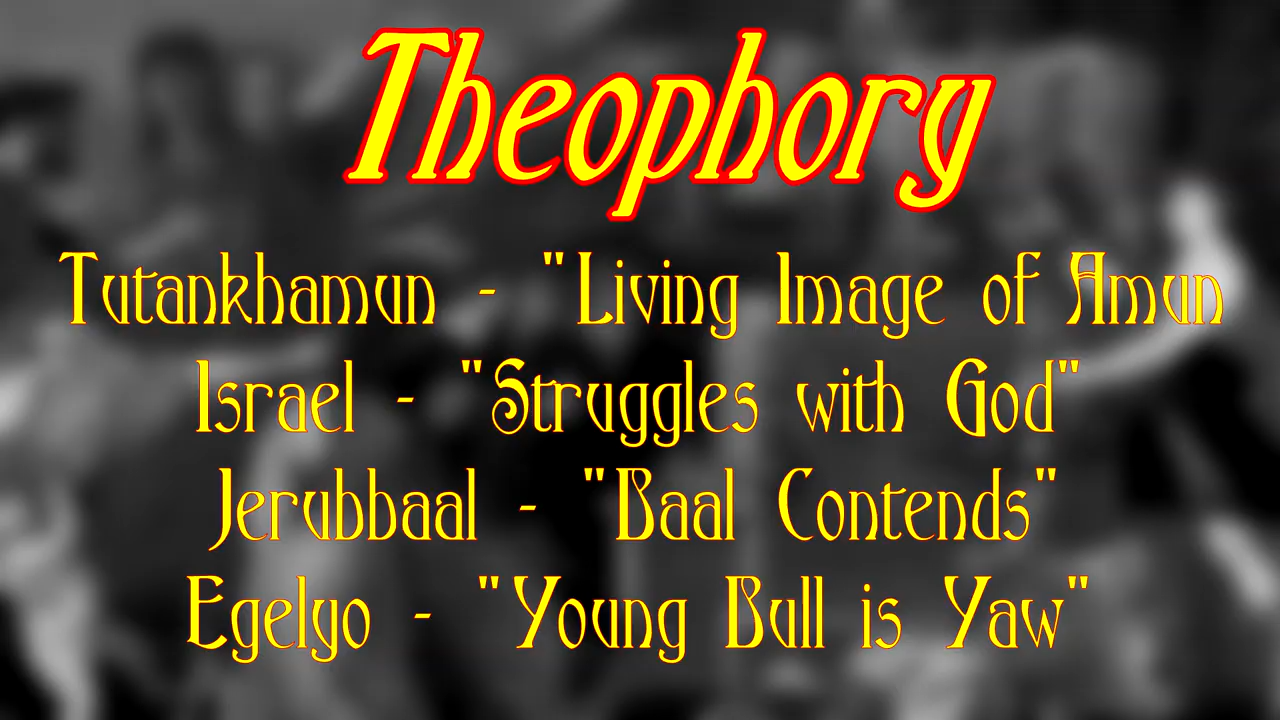 Theophory
Tutankhamun - "Living Image of Amun
Israel - "Struggles with God"
Jerubbaal - "Baal Contends"
Egelyo - "Young Bull is Yaw"